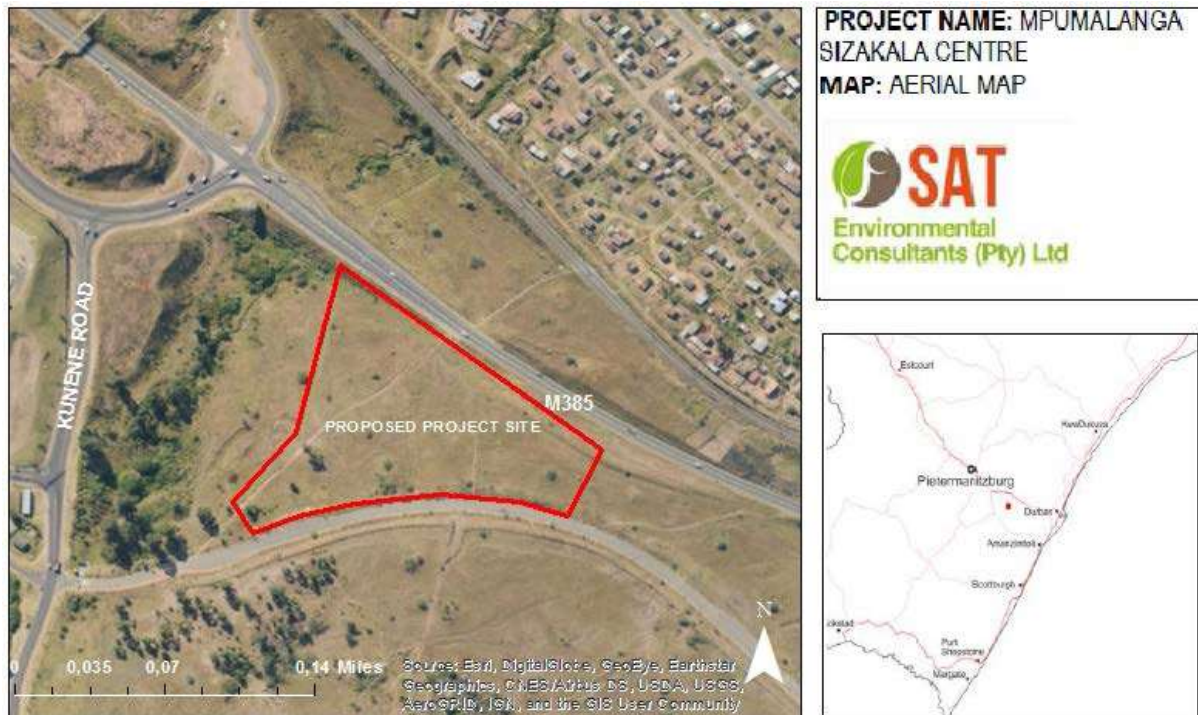 PROJECT NAME: MPUMALANGA
SIZAKALA CENTRE
MAP: AERIAL MAP
SAT
Environmental
Consultants (Pty) Ltd
KUNENE ROAD
M385
PROPOSED PROJECT SITE
N
0 0,035 0,07 0,14 Miles
Source: Esri, DigitalGlobe, GeoEye, Earthstar
Geographics, CNES/Airbus DS, USDA, USGS,
AeroGRID, IGN, and the GIS User Community
Estcourt
KwaDukuza
Pietermaritzburg
Durban
Amanzimtoti
Scottburgh
Port
Shepstone
Margate